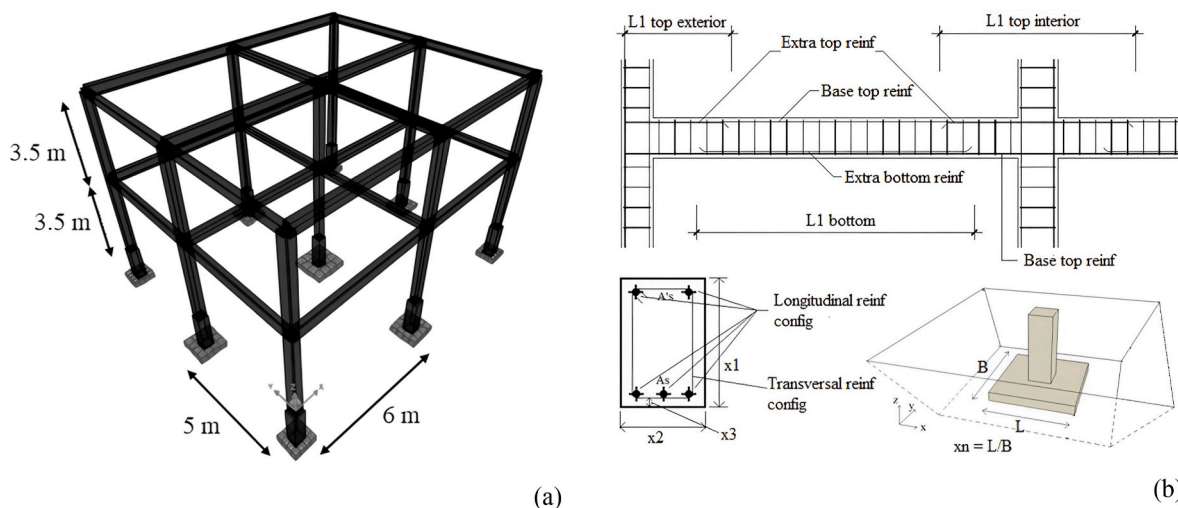 3.5 m
3.5 m
5 m
6 m
(a)
L1 top exterior
L1 top interior
Extra top reinf
Base top reinf
Extra bottom reinf
L1 bottom
Base top reinf
A's
Longitudinal reinf
config
x1
As
Transversal reinf
config
x2
x3
B
L
z
y
x
xn = L/B
(b)